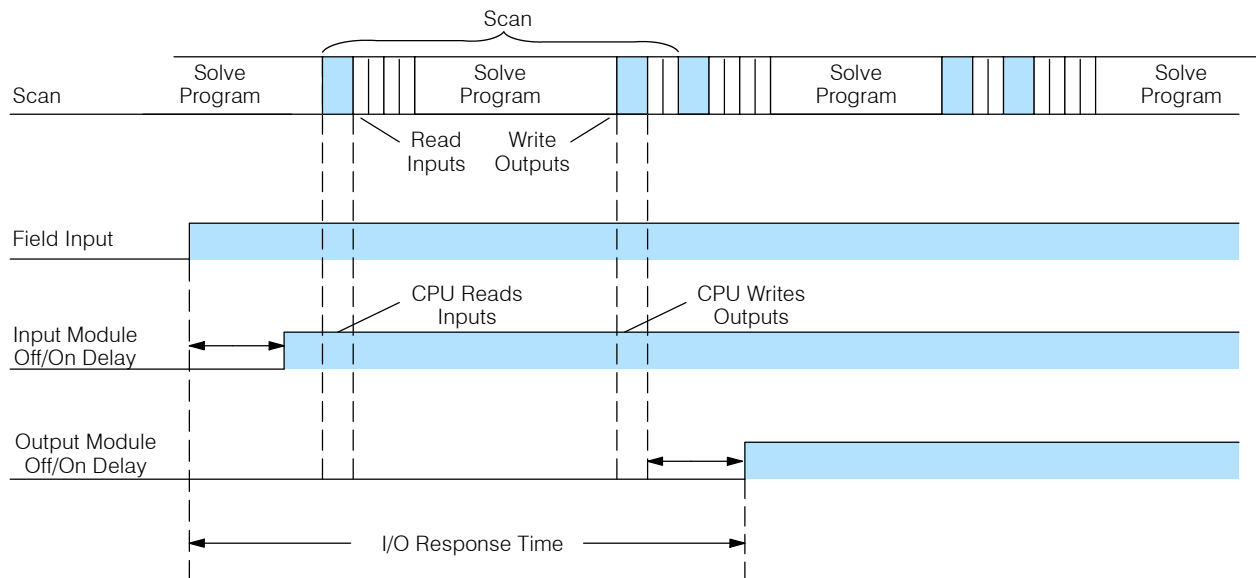 Scan
Solve
Program
Solve
Program
Solve
Program
Solve
Program
Scan
Read
Inputs
Write
Outputs
Field Input
CPU Reads
Inputs
CPU Writes
Outputs
Input Module
Off/On Delay
Output Module
Off/On Delay
I/O Response Time